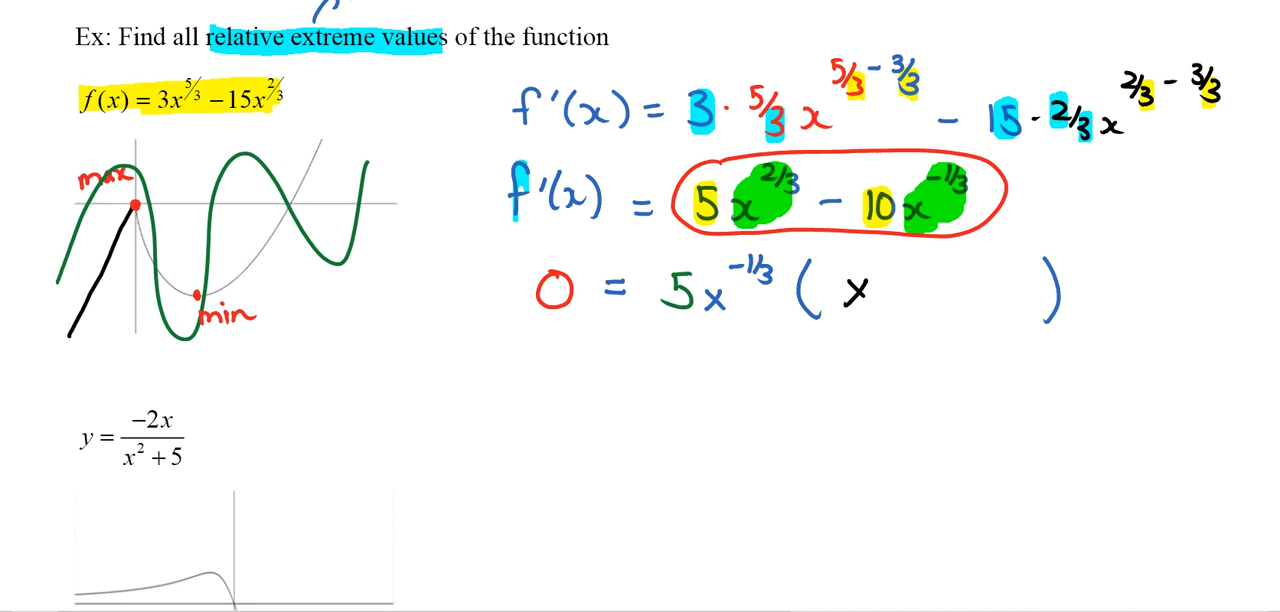 Ex: Find all relative extreme values of the function
f(x) = 3x^{5/3} − 15x^{2/3}
f'(x) = 3 · 5/3 x^{5/3 − 3/3} − 15 · 2/3 x^{2/3 − 3/3}
max
f'(x) = 5x^{2/3} − 10x^{−1/3}
0 = 5x^{−1/3} ( x )
min
y = \frac{−2x}{x^2 + 5}